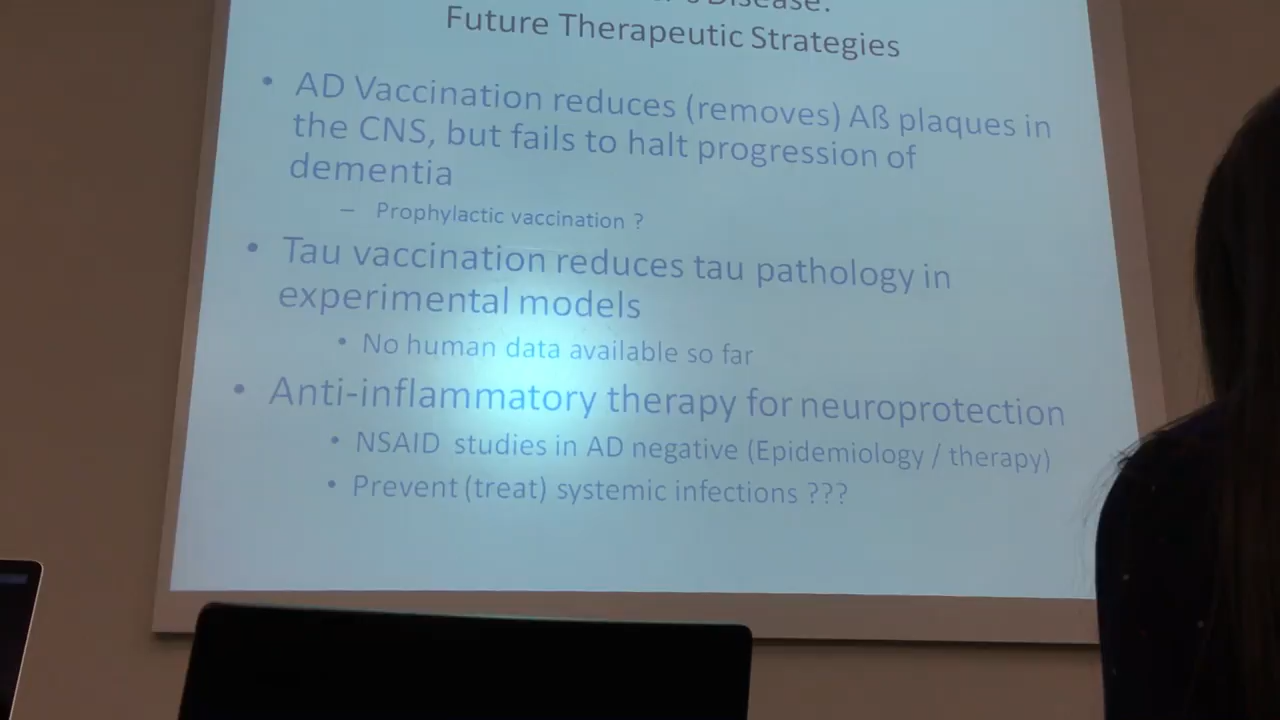 Disease:
Future Therapeutic Strategies
• AD Vaccination reduces (removes) Aß plaques in
the CNS, but fails to halt progression of
dementia
– Prophylactic vaccination ?
• Tau vaccination reduces tau pathology in
experimental models
• No human data available so far
• Anti-inflammatory therapy for neuroprotection
• NSAID studies in AD negative (Epidemiology / therapy)
• Prevent (treat) systemic infections ???